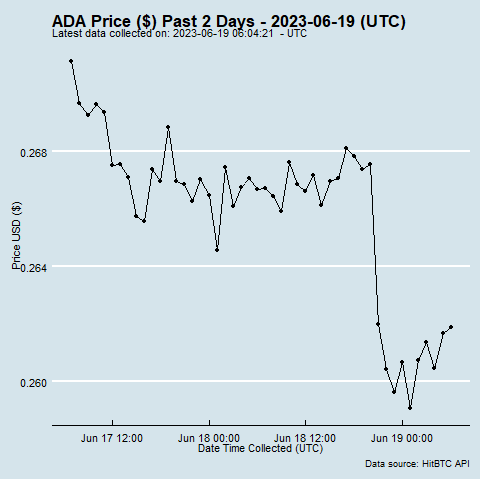 ADA Price ($) Past 2 Days - 2023-06-19 (UTC)
Latest data collected on: 2023-06-19 06:04:21  - UTC
0.268
0.264
0.260
Price USD ($)
Jun 17 12:00 Jun 18 00:00 Jun 18 12:00 Jun 19 00:00
Date Time Collected (UTC)
Data source: HitBTC API